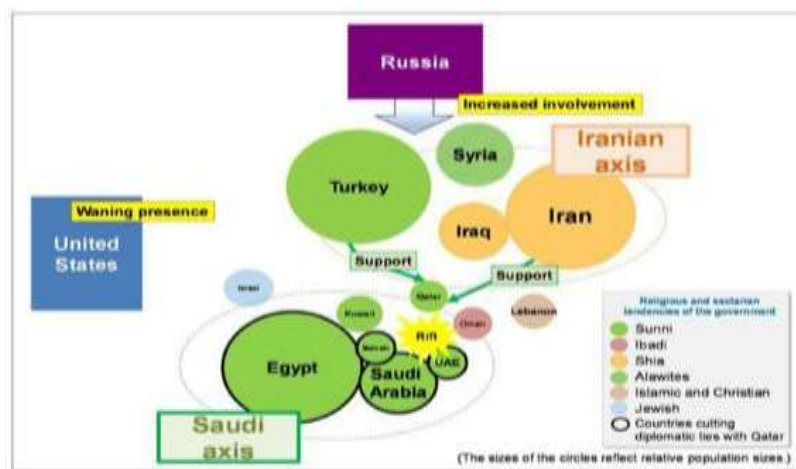 Russia
Increased involvement
Iranian
axis
Syria
Turkey
Waning presence
Iraq
Iran
United
States
Support
Support
Israel
Qatar
Kuwait
Oman
Lebanon
Rift
Bahrain
UAE
Egypt
Saudi
Arabia
Saudi
axis
Religious and sectarian
tendencies of the government
Sunni
Ibadi
Shia
Alawites
Islamic and Christian
Jewish
Countries cutting
diplomatic ties with Qatar
(The sizes of the circles reflect relative population sizes.)